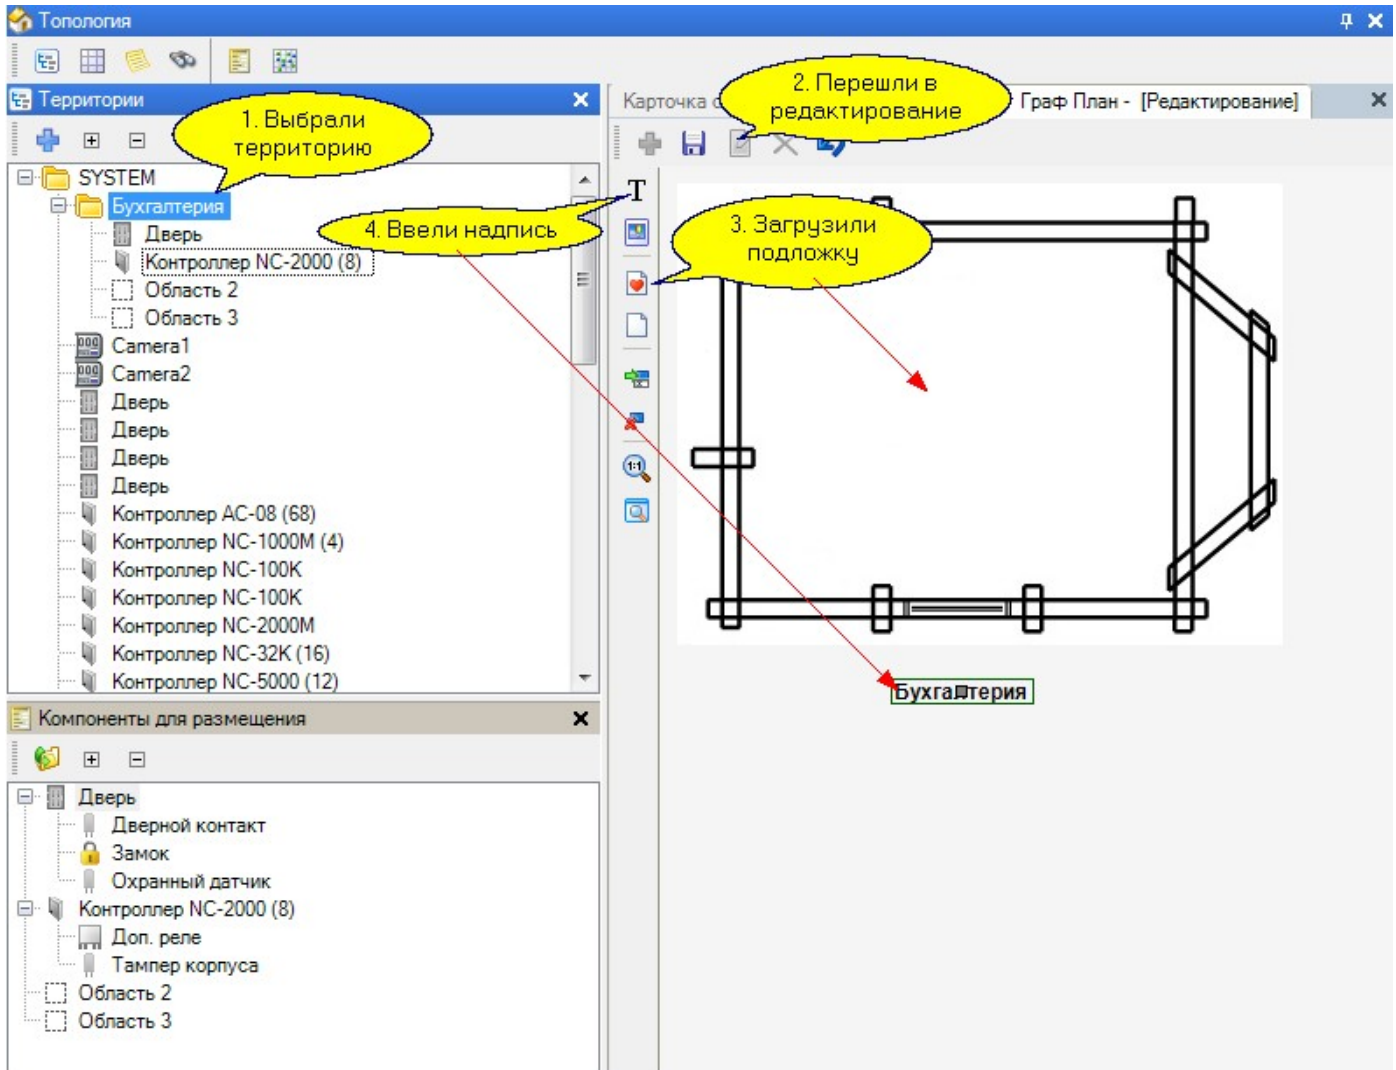 Топология
Территории
1. Выбрали
территорию
SYSTEM
Бухгалтерия
Дверь
Контроллер NC-2000 (8)
Область 2
Область 3
Camera1
Camera2
Дверь
Дверь
Дверь
Дверь
Контроллер AC-08 (68)
Контроллер NC-1000M (4)
Контроллер NC-100K
Контроллер NC-100K
Контроллер NC-2000M
Контроллер NC-32K (16)
Контроллер NC-5000 (12)
4. Ввели надпись
Компоненты для размещения
Дверь
Дверной контакт
Замок
Охранный датчик
Контроллер NC-2000 (8)
Доп. реле
Тампер корпуса
Область 2
Область 3
Карточка
2. Перешли в
редактирование
Граф План - [Редактирование]
T
1:1
3. Загрузили
подложку
Бухгалтерия